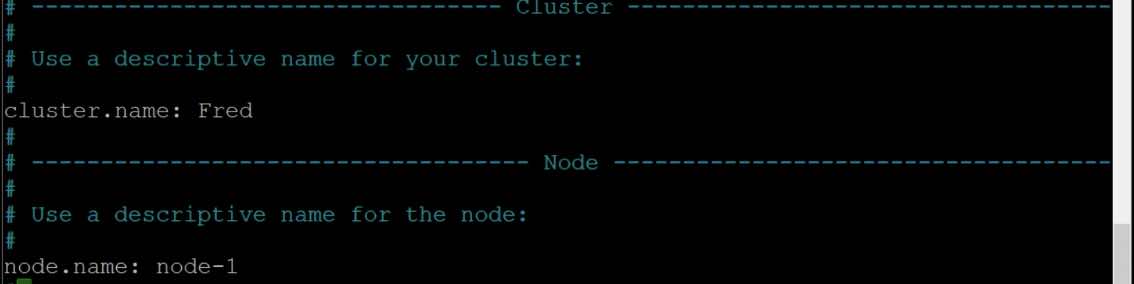 # ---------------------------------- Cluster -----------------------------------
#
# Use a descriptive name for your cluster:
#
cluster.name: Fred
#
# ------------------------------------ Node ------------------------------------
#
# Use a descriptive name for the node:
#
node.name: node-1